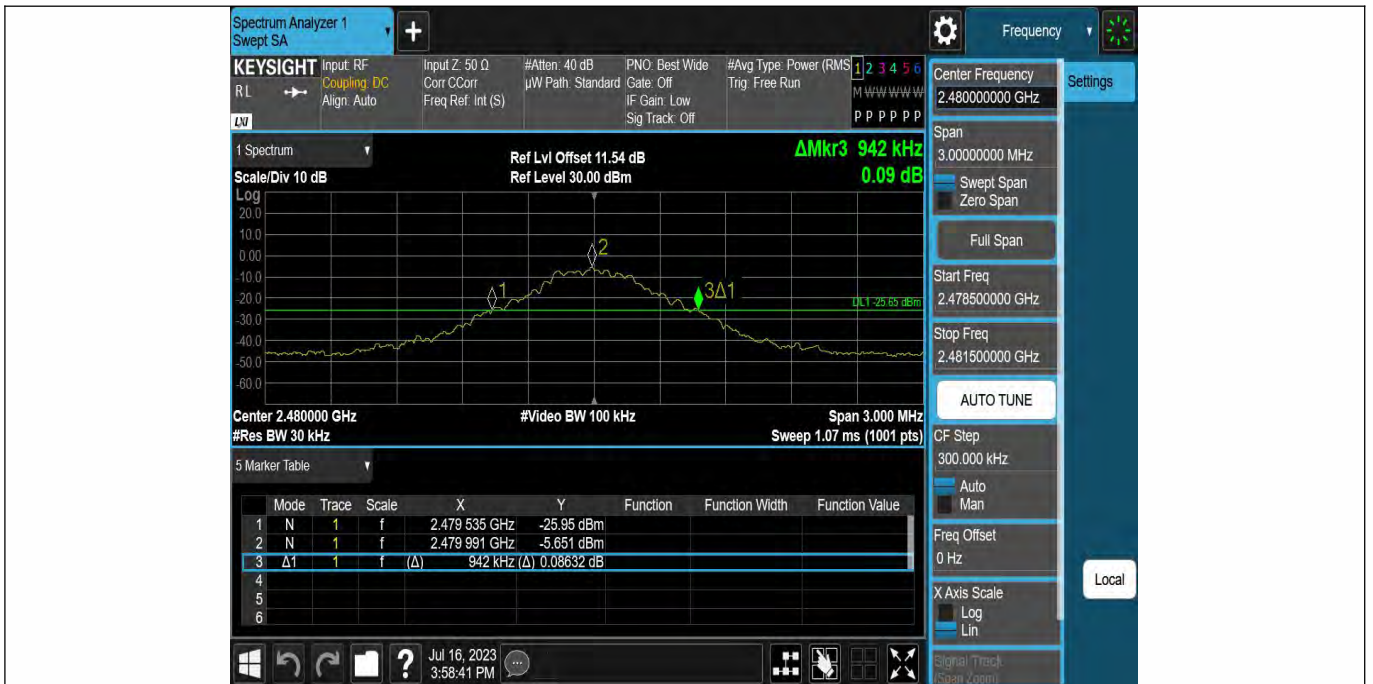 Spectrum Analyzer 1
Swept SA
+
Frequency
KEYSIGHT
RL
LXI
Input: RF
Coupling: DC
Align: Auto
Input Z: 50 Ω
Corr CCorr
Freq Ref: Int (S)
#Atten: 40 dB
µW Path: Standard
PNO: Best Wide
Gate: Off
IF Gain: Low
Sig Track: Off
#Avg Type: Power (RMS
Trig: Free Run
1 2 3 4 5 6
M W W W W W
P P P P P P
Center Frequency
2.480000000 GHz
Settings
Span
3.00000000 MHz
Swept Span
Zero Span
Full Span
Start Freq
2.478500000 GHz
Stop Freq
2.481500000 GHz
AUTO TUNE
CF Step
300.000 kHz
Auto
Man
Freq Offset
0 Hz
X Axis Scale
Log
Lin
Signal Track
(Span Zoom)
Local
1 Spectrum
Scale/Div 10 dB
Ref Lvl Offset 11.54 dB
Ref Level 30.00 dBm
ΔMkr3 942 kHz
0.09 dB
Log
20.0
10.0
0.00
-10.0
-20.0
-30.0
-40.0
-50.0
-60.0
1
2
3Δ1
DL1 -25.65 dBm
Center 2.480000 GHz
#Video BW 100 kHz
Span 3.000 MHz
#Res BW 30 kHz
Sweep 1.07 ms (1001 pts)
5 Marker Table
Mode Trace Scale X Y Function Function Width Function Value
1 N 1 f 2.479 535 GHz -25.95 dBm
2 N 1 f 2.479 991 GHz -5.651 dBm
3 Δ1 1 f (Δ) 942 kHz (Δ) 0.08632 dB
4
5
6
?
Jul 16, 2023
3:58:41 PM